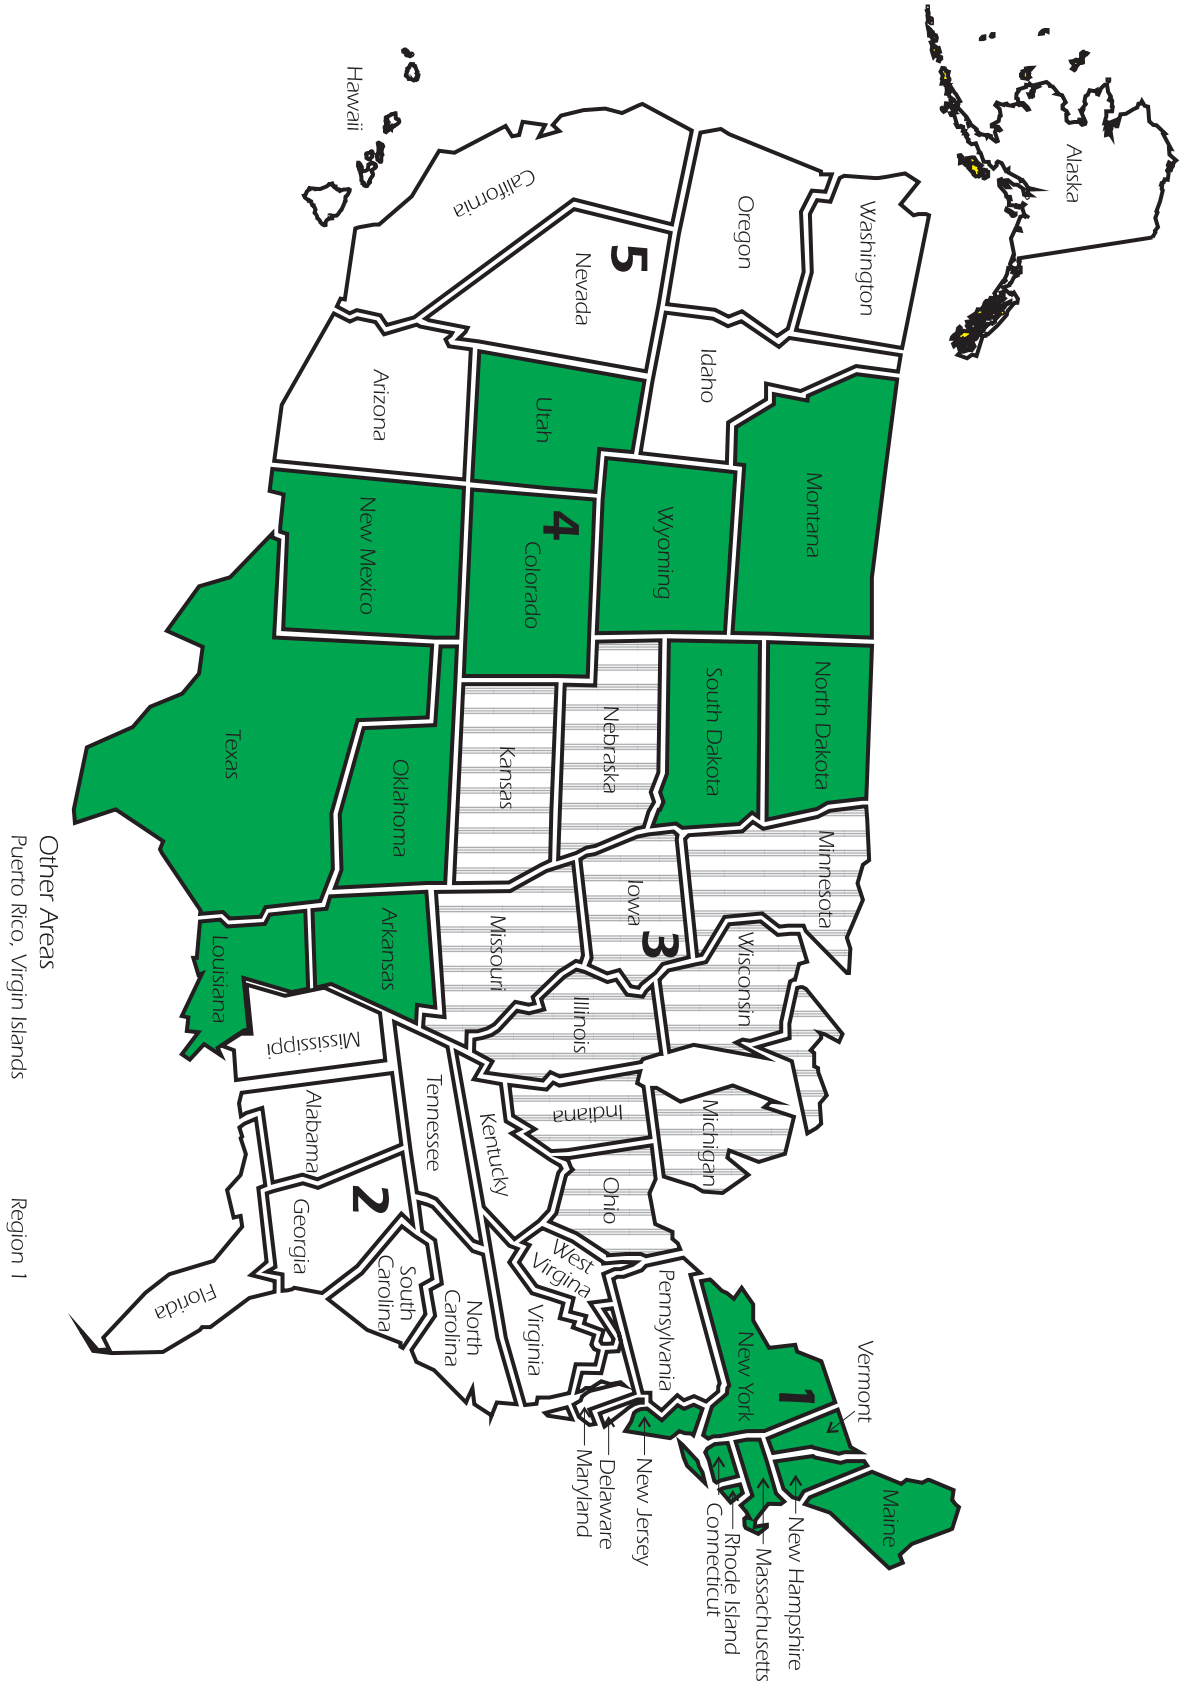 Alaska
Hawaii
Washington
Oregon
California
5
Nevada
Idaho
Arizona
Montana
Utah
Wyoming
4
Colorado
New Mexico
North Dakota
South Dakota
Nebraska
Kansas
Texas
Oklahoma
Minnesota
Iowa
3
Missouri
Arkansas
Louisiana
Wisconsin
Illinois
Mississippi
Michigan
Indiana
Ohio
Kentucky
Tennessee
Alabama
2
Georgia
Florida
South
Carolina
North
Carolina
West
Virgina
Virginia
Pennsylvania
New York
1
Vermont
Maine
New Hampshire
Massachusetts
Rhode Island
Connecticut
New Jersey
Delaware
Maryland
Other Areas
Puerto Rico, Virgin Islands Region 1